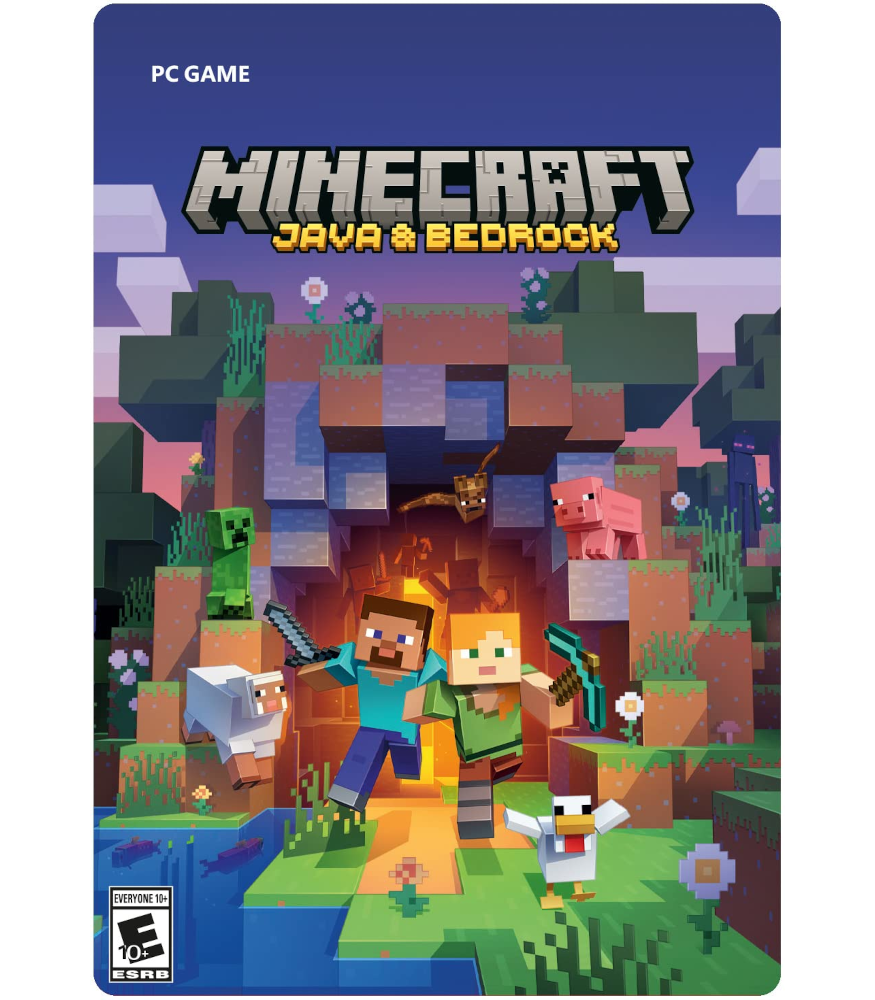 PC GAME
MINECRAFT
JAVA & BEDROCK
EVERYONE 10+
E
10+
ESRB